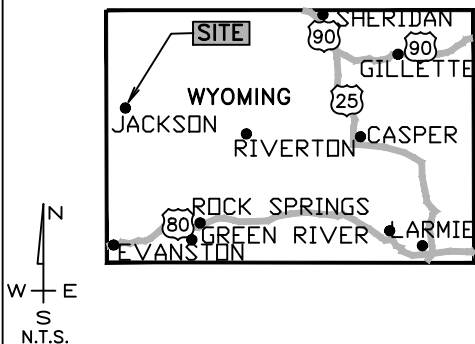 SHERIDAN
SITE
90
90
GILLETTE
WYOMING
25
JACKSON
CASPER
RIVERTON
ROCK SPRINGS
N
80
GREEN RIVER
LARMIE
EVANSTON
W E
S
N.T.S.